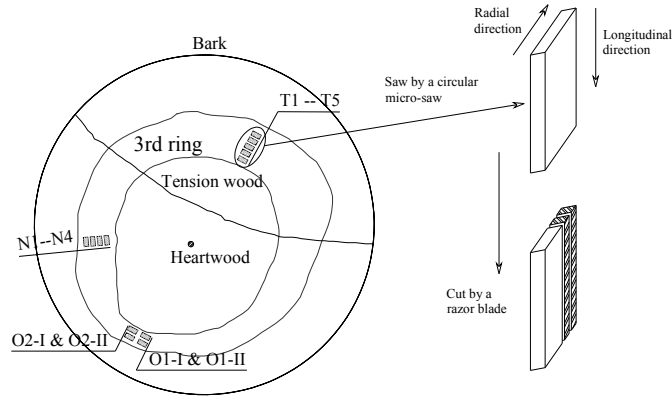 Bark
Radial
direction
Longitudinal
direction
Saw by a circular
micro-saw
T1 -- T5
3rd ring
Tension wood
N1--N4
Heartwood
Cut by a
razor blade
O2-I & O2-II
O1-I & O1-II